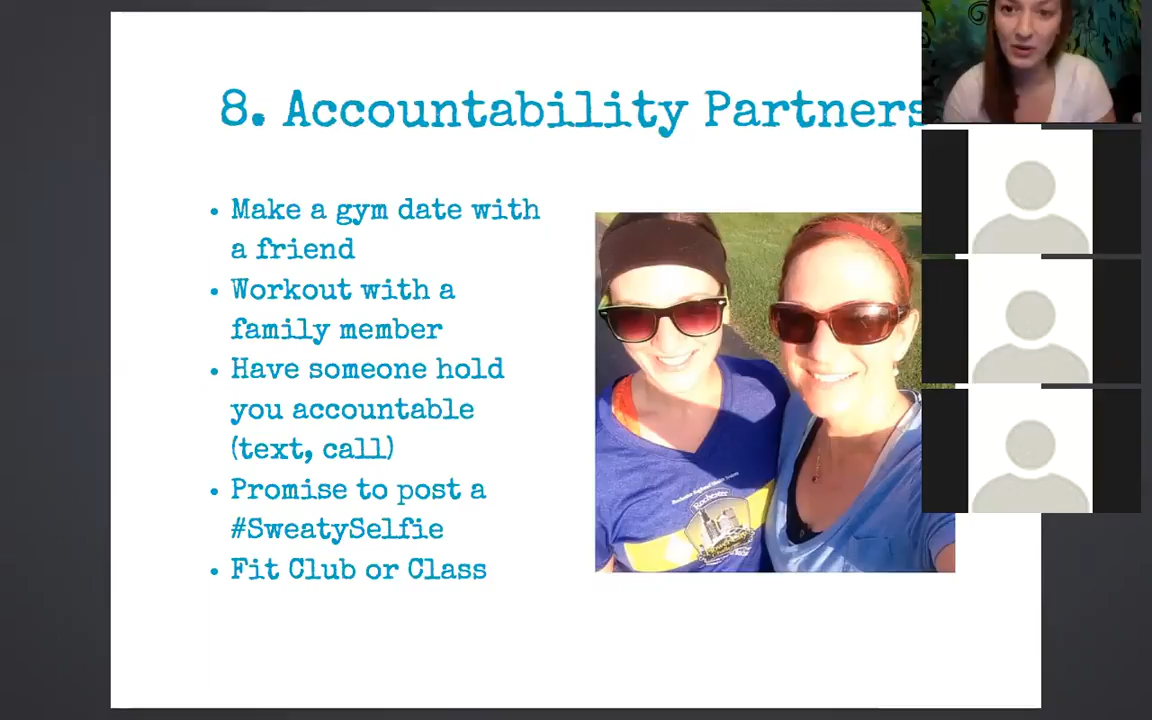 8. Accountability Partners
• Make a gym date with
a friend
• Workout with a
family member
• Have someone hold
you accountable
(text, call)
• Promise to post a
#SweatySelfie
• Fit Club or Class
Rochester